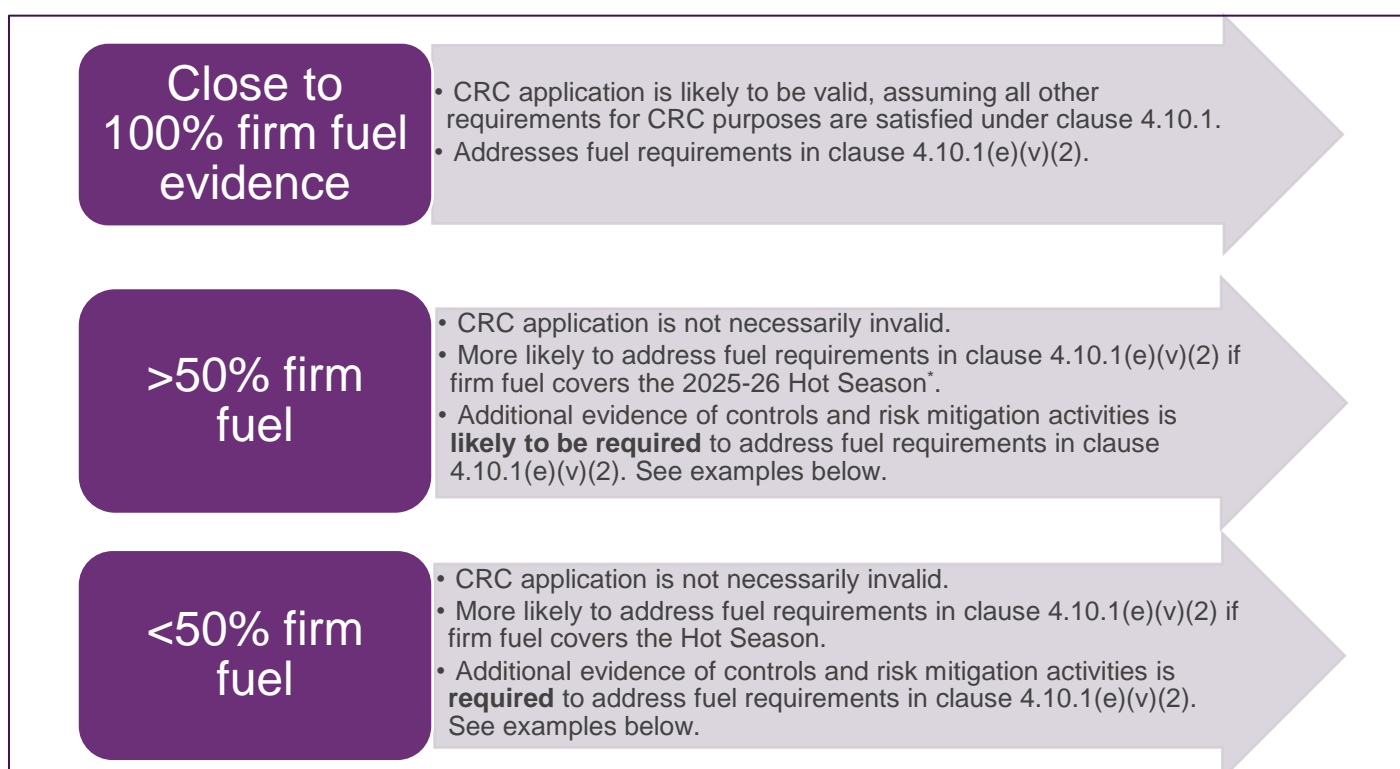 Close to
100% firm fuel
evidence
• CRC application is likely to be valid, assuming all other
requirements for CRC purposes are satisfied under clause 4.10.1.
• Addresses fuel requirements in clause 4.10.1(e)(v)(2).
>50% firm
fuel
• CRC application is not necessarily invalid.
• More likely to address fuel requirements in clause 4.10.1(e)(v)(2) if
firm fuel covers the 2025-26 Hot Season*.
• Additional evidence of controls and risk mitigation activities is
likely to be required to address fuel requirements in clause
4.10.1(e)(v)(2). See examples below.
<50% firm
fuel
• CRC application is not necessarily invalid.
• More likely to address fuel requirements in clause 4.10.1(e)(v)(2) if
firm fuel covers the Hot Season.
• Additional evidence of controls and risk mitigation activities is
required to address fuel requirements in clause 4.10.1(e)(v)(2).
See examples below.